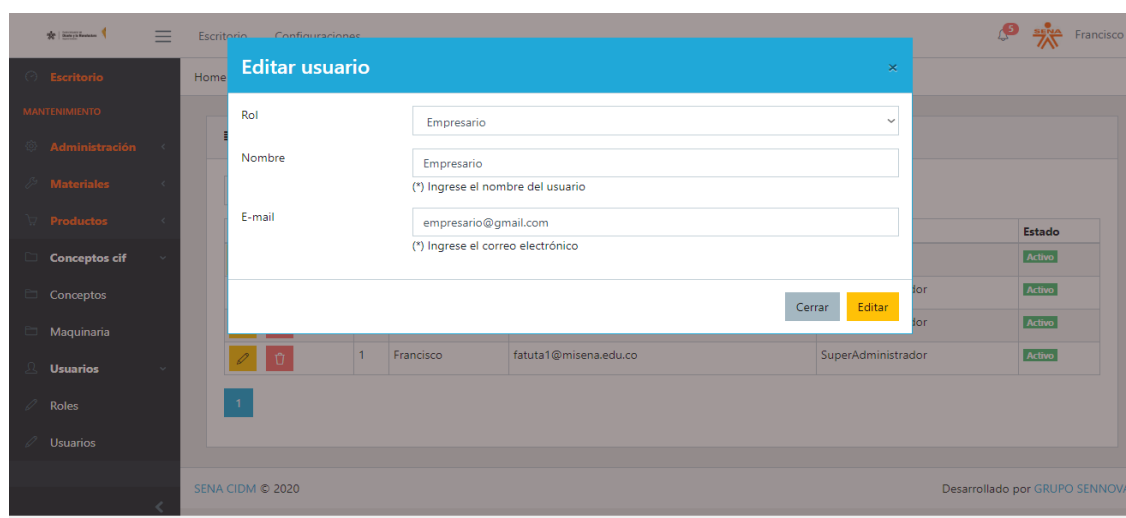 Escritorio Configuraciones
5
SENA
Francisco
Escritorio
Home
MANTENIMIENTO
Administración
Materiales
Productos
Conceptos cif
Conceptos
Maquinaria
Usuarios
Roles
Usuarios
Editar usuario ×
Rol Empresario
Nombre Empresario
(*) Ingrese el nombre del usuario
E-mail empresario@gmail.com
(*) Ingrese el correo electrónico
Cerrar Editar
Estado
Activo
dor Activo
dor Activo
1 Francisco fatuta1@misena.edu.co SuperAdministrador Activo
1
SENA CIDM © 2020 Desarrollado por GRUPO SENNOVA